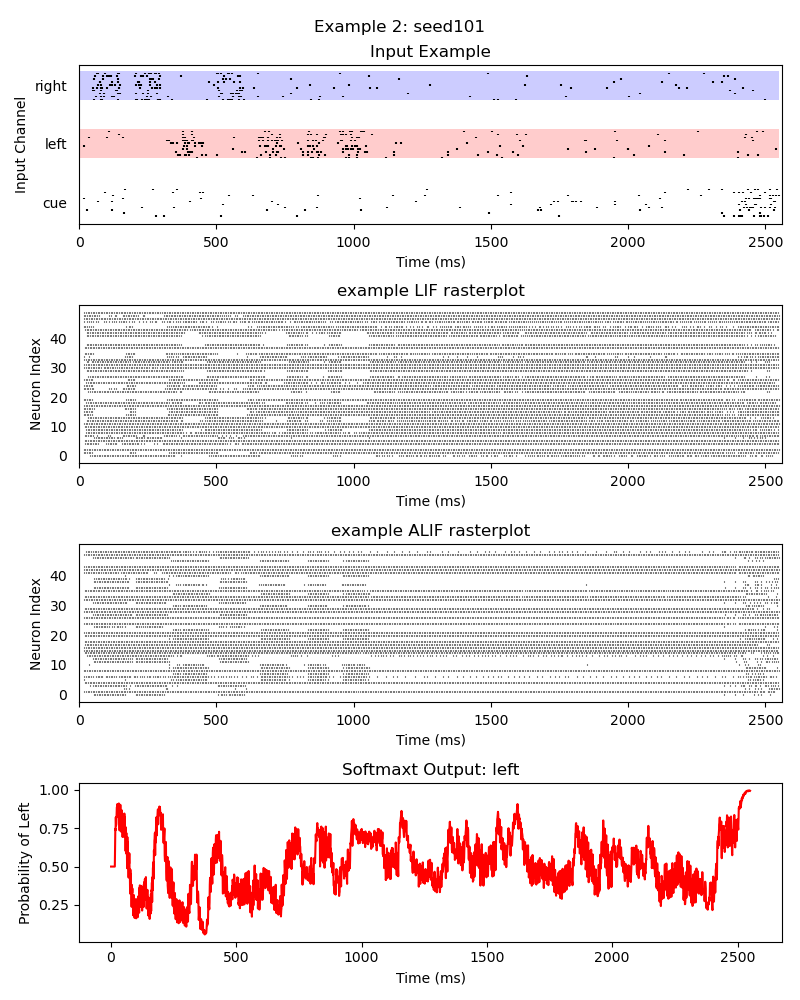 Example 2: seed101
Input Example
Input Channel
right
left
cue
0 500 1000 1500 2000 2500
Time (ms)
example LIF rasterplot
Neuron Index
40
30
20
10
0
0 500 1000 1500 2000 2500
Time (ms)
example ALIF rasterplot
Neuron Index
40
30
20
10
0
0 500 1000 1500 2000 2500
Time (ms)
Softmaxt Output: left
Probability of Left
1.00
0.75
0.50
0.25
0 500 1000 1500 2000 2500
Time (ms)